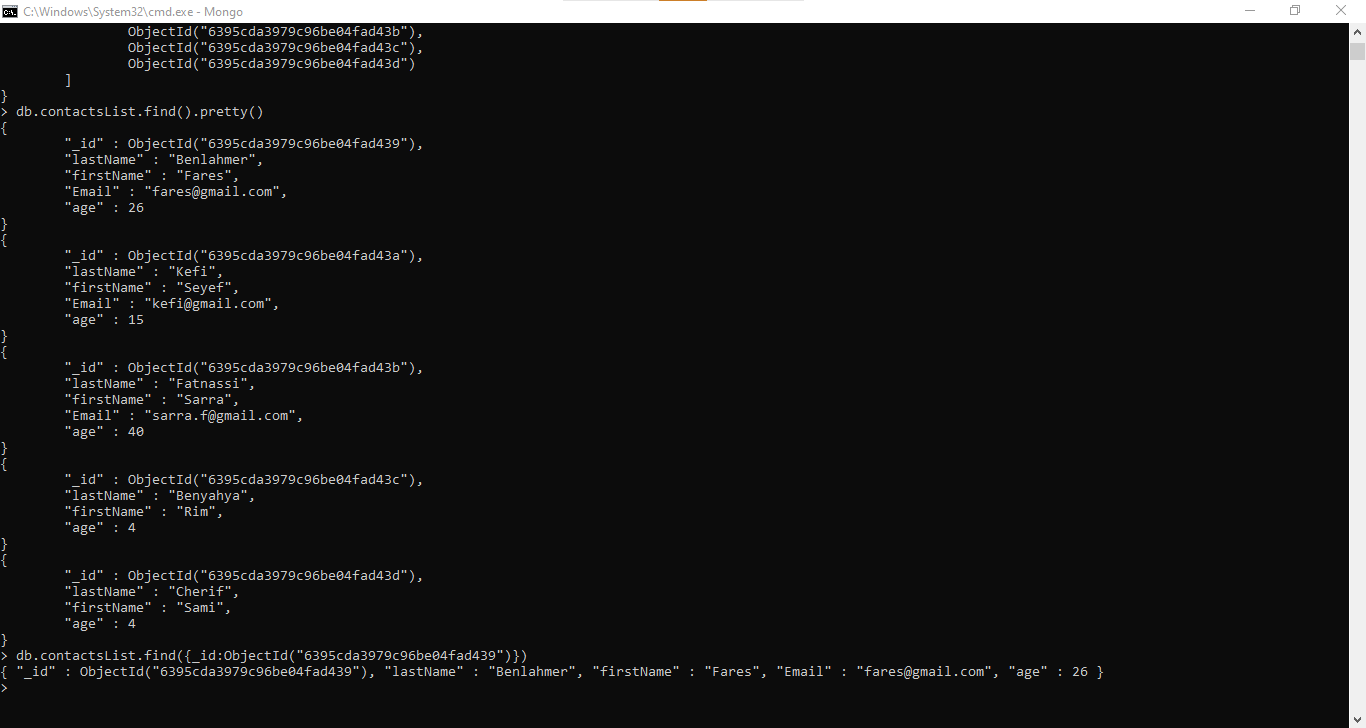 C:\Windows\System32\cmd.exe - Mongo
ObjectId("6395cda3979c96be04fad43b"),
ObjectId("6395cda3979c96be04fad43c"),
ObjectId("6395cda3979c96be04fad43d")
]
}
> db.contactsList.find().pretty()
{
"_id" : ObjectId("6395cda3979c96be04fad439"),
"lastName" : "Benlahmer",
"firstName" : "Fares",
"Email" : "fares@gmail.com",
"age" : 26
}
{
"_id" : ObjectId("6395cda3979c96be04fad43a"),
"lastName" : "Kefi",
"firstName" : "Seyef",
"Email" : "kefi@gmail.com",
"age" : 15
}
{
"_id" : ObjectId("6395cda3979c96be04fad43b"),
"lastName" : "Fatnassi",
"firstName" : "Sarra",
"Email" : "sarra.f@gmail.com",
"age" : 40
}
{
"_id" : ObjectId("6395cda3979c96be04fad43c"),
"lastName" : "Benyahya",
"firstName" : "Rim",
"age" : 4
}
{
"_id" : ObjectId("6395cda3979c96be04fad43d"),
"lastName" : "Cherif",
"firstName" : "Sami",
"age" : 4
}
> db.contactsList.find({_id:ObjectId("6395cda3979c96be04fad439")})
{ "_id" : ObjectId("6395cda3979c96be04fad439"), "lastName" : "Benlahmer", "firstName" : "Fares", "Email" : "fares@gmail.com", "age" : 26 }
>